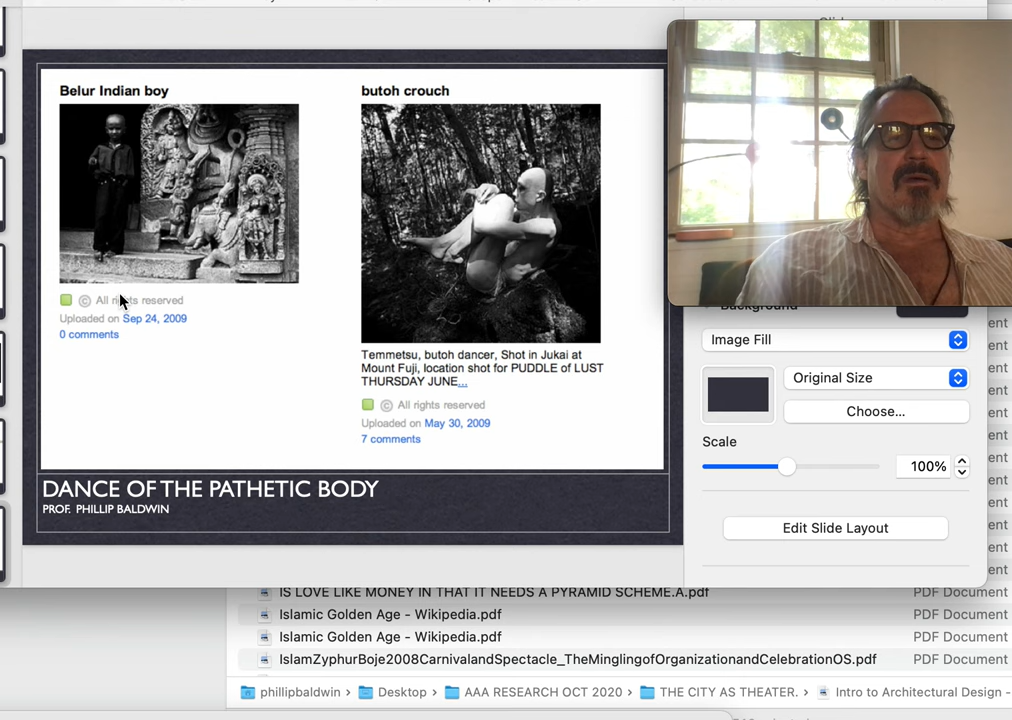 Belur Indian boy
butoh crouch
© All rights reserved
Uploaded on Sep 24, 2009
0 comments
Temmetsu, butoh dancer, Shot in Jukai at
Mount Fuji, location shot for PUDDLE of LUST
THURSDAY JUNE...
© All rights reserved
Uploaded on May 30, 2009
7 comments
DANCE OF THE PATHETIC BODY
PROF. PHILLIP BALDWIN
Background
Image Fill
Original Size
Choose...
Scale
100%
Edit Slide Layout
IS LOVE LIKE MONEY IN THAT IT NEEDS A PYRAMID SCHEME.A.pdf PDF Document
Islamic Golden Age - Wikipedia.pdf PDF Document
Islamic Golden Age - Wikipedia.pdf PDF Document
IslamZyphurBoje2008CarnivalandSpectacle_TheMinglingofOrganizationandCelebrationOS.pdf PDF Document
phillipbaldwin › Desktop › AAA RESEARCH OCT 2020 › THE CITY AS THEATER. › Intro to Architectural Design -